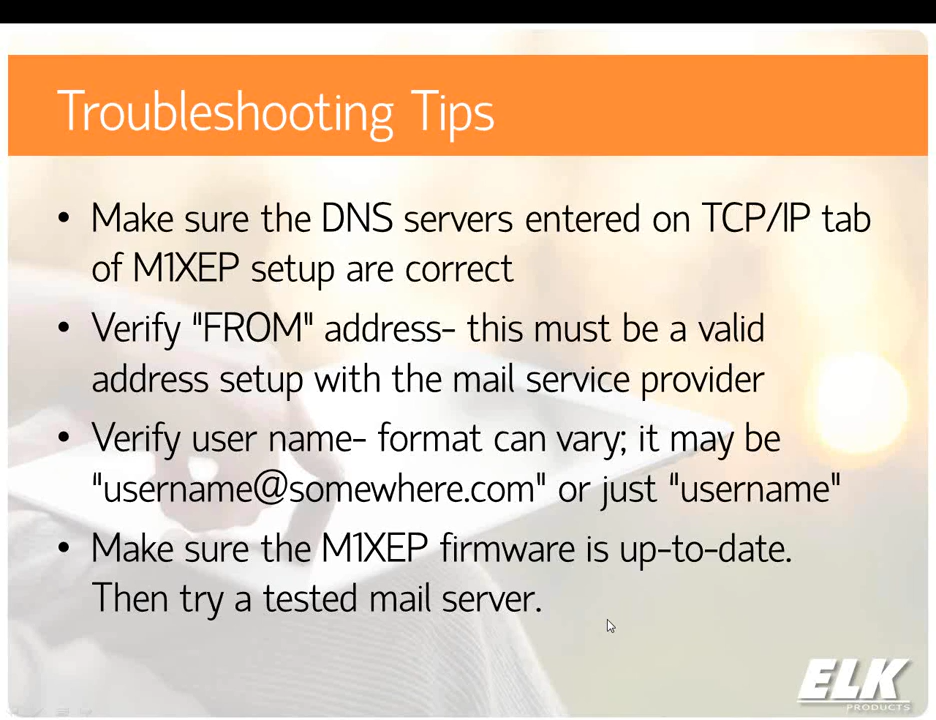 Troubleshooting Tips
• Make sure the DNS servers entered on TCP/IP tab
of M1XEP setup are correct
• Verify "FROM" address- this must be a valid
address setup with the mail service provider
• Verify user name- format can vary; it may be
"username@somewhere.com" or just "username"
• Make sure the M1XEP firmware is up-to-date.
Then try a tested mail server.
ELK
PRODUCTS